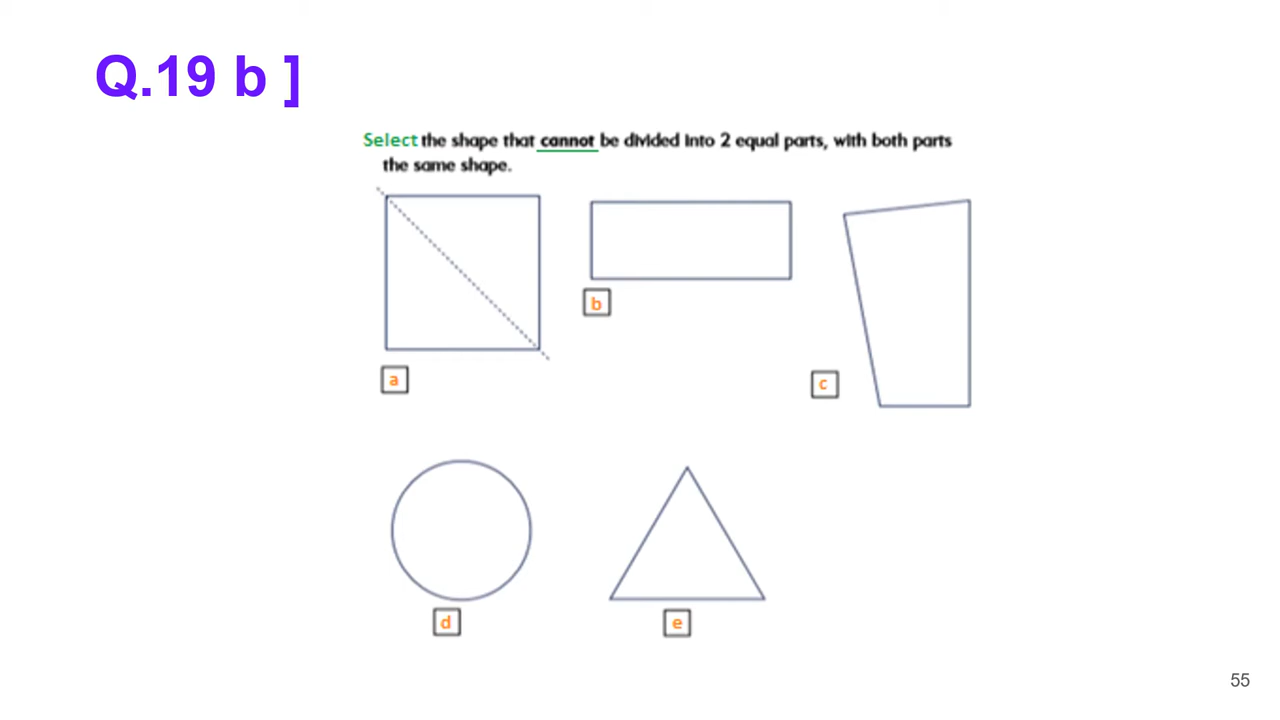 Q.19 b ]
Select the shape that cannot be divided into 2 equal parts, with both parts
the same shape.
b
a
c
d
e
55